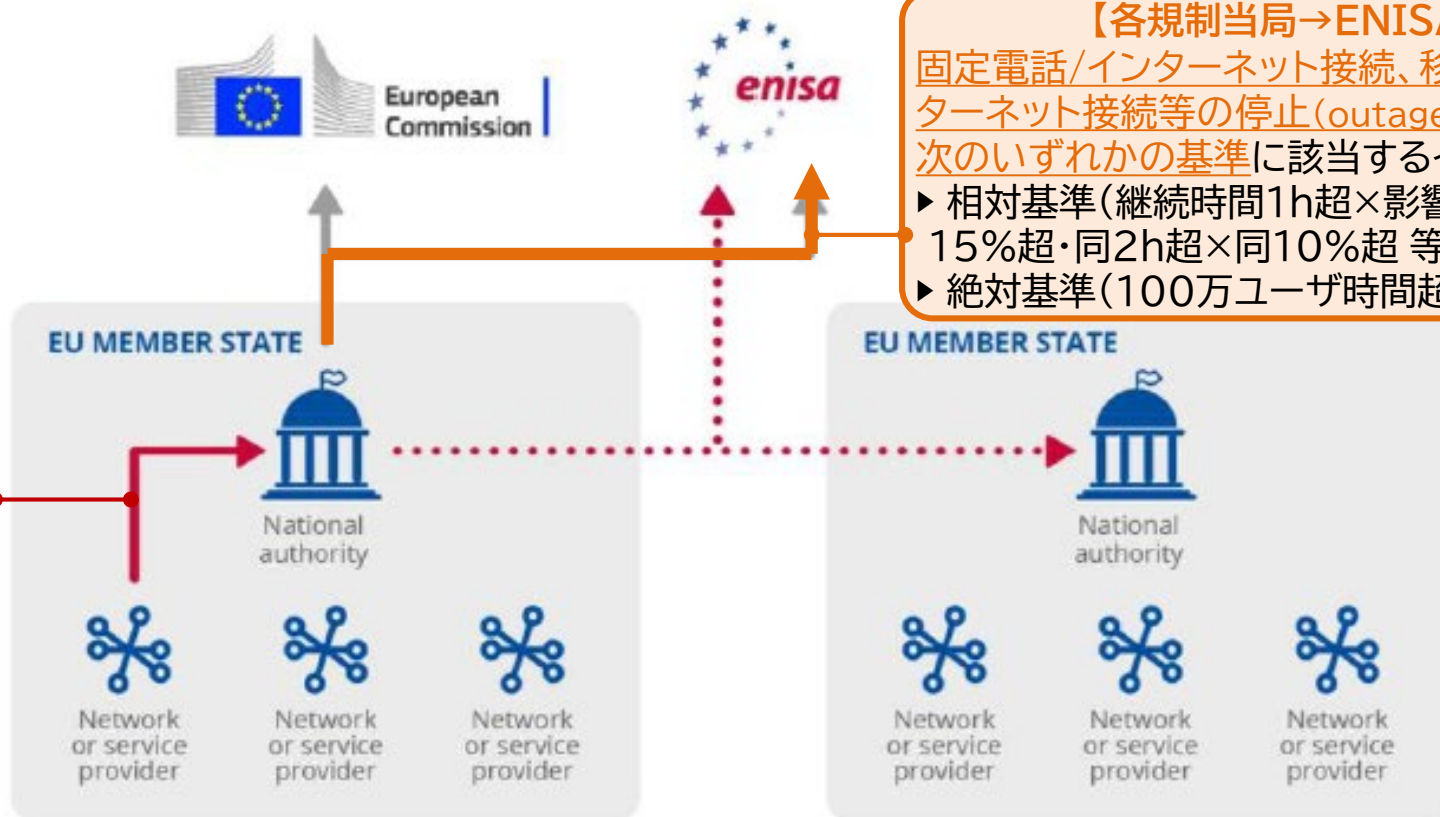 European
Commission
enisa
【各規制当局→ENISA
固定電話/インターネット接続、移
ターネット接続等の停止(outage
次のいずれかの基準に該当する
▶ 相対基準(継続時間1h超×影響
15%超・同2h超×同10%超 等
▶ 絶対基準(100万ユーザ時間超
EU MEMBER STATE
National
authority
Network
or service
provider
Network
or service
provider
Network
or service
provider
EU MEMBER STATE
National
authority
Network
or service
provider
Network
or service
provider
Network
or service
provider